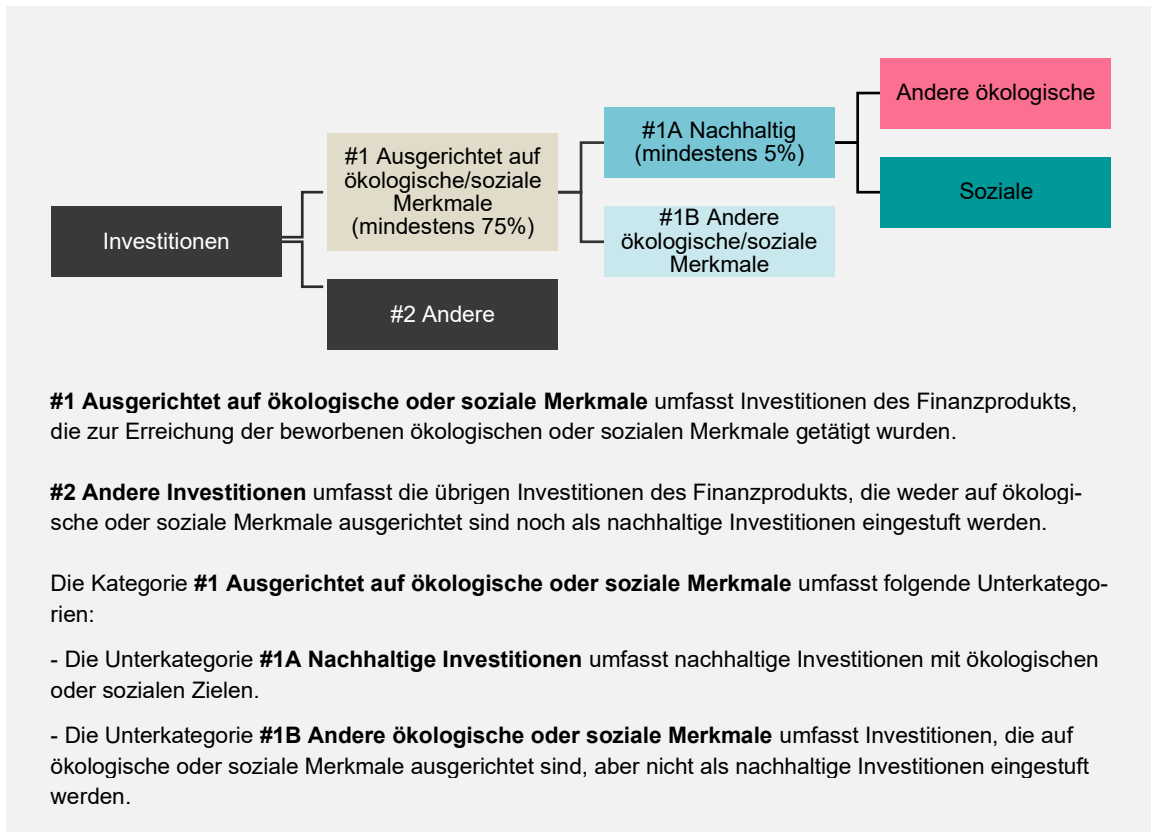 Andere ökologische
#1A Nachhaltig
(mindestens 5%)
#1 Ausgerichtet auf
ökologische/soziale
Merkmale
(mindestens 75%)
Soziale
#1B Andere
ökologische/soziale
Merkmale
Investitionen
#2 Andere
#1 Ausgerichtet auf ökologische oder soziale Merkmale umfasst Investitionen des Finanzprodukts,
die zur Erreichung der beworbenen ökologischen oder sozialen Merkmale getätigt wurden.
#2 Andere Investitionen umfasst die übrigen Investitionen des Finanzprodukts, die weder auf ökologi-
sche oder soziale Merkmale ausgerichtet sind noch als nachhaltige Investitionen eingestuft werden.
Die Kategorie #1 Ausgerichtet auf ökologische oder soziale Merkmale umfasst folgende Unterkatego-
rien:
- Die Unterkategorie #1A Nachhaltige Investitionen umfasst nachhaltige Investitionen mit ökologischen
oder sozialen Zielen.
- Die Unterkategorie #1B Andere ökologische oder soziale Merkmale umfasst Investitionen, die auf
ökologische oder soziale Merkmale ausgerichtet sind, aber nicht als nachhaltige Investitionen eingestuft
werden.